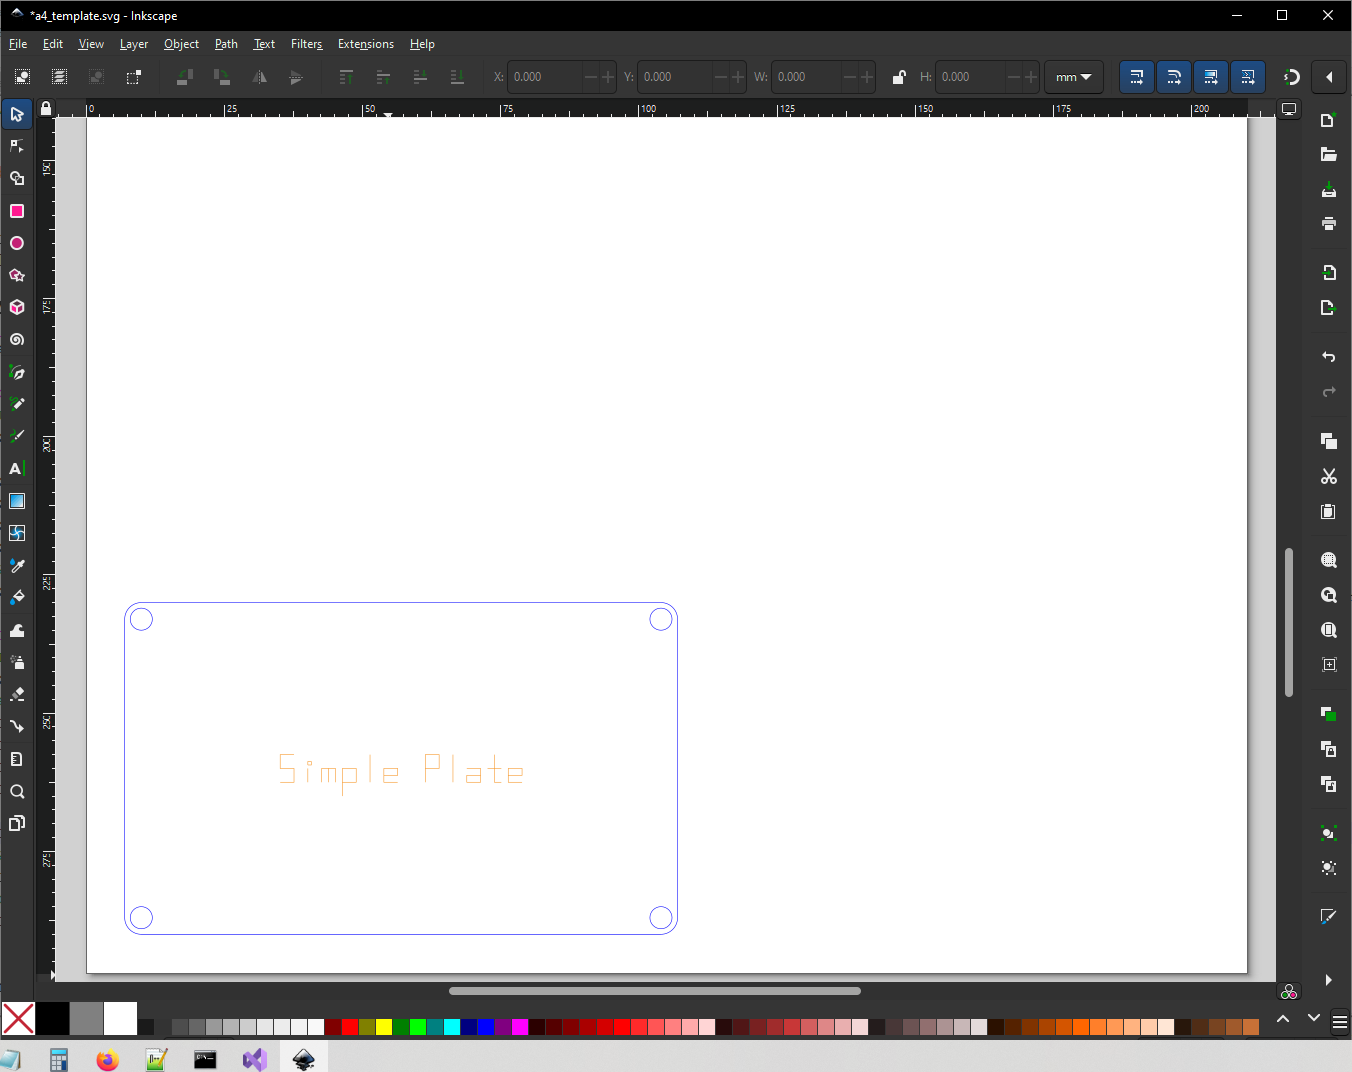 *a4_template.svg - Inkscape
File Edit View Layer Object Path Text Filters Extensions Help
X: 0.000 Y: 0.000 W: 0.000 H: 0.000 mm
0 25 50 75 100 125 150 175 200
150
175
200
225
250
275
Simple Plate